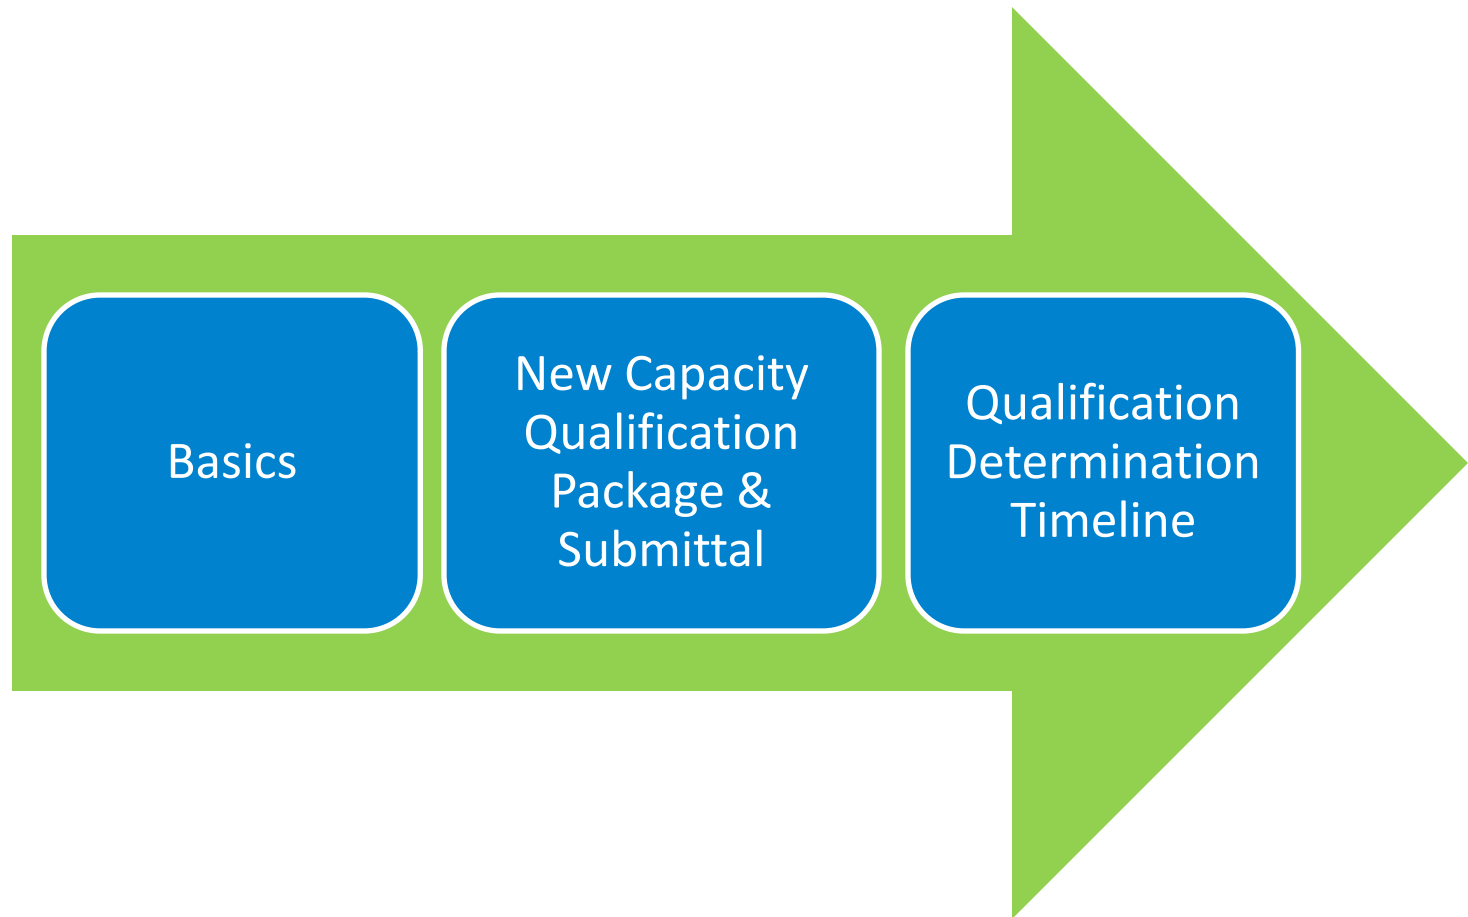 Basics
New Capacity
Qualification
Package &
Submittal
Qualification
Determination
Timeline